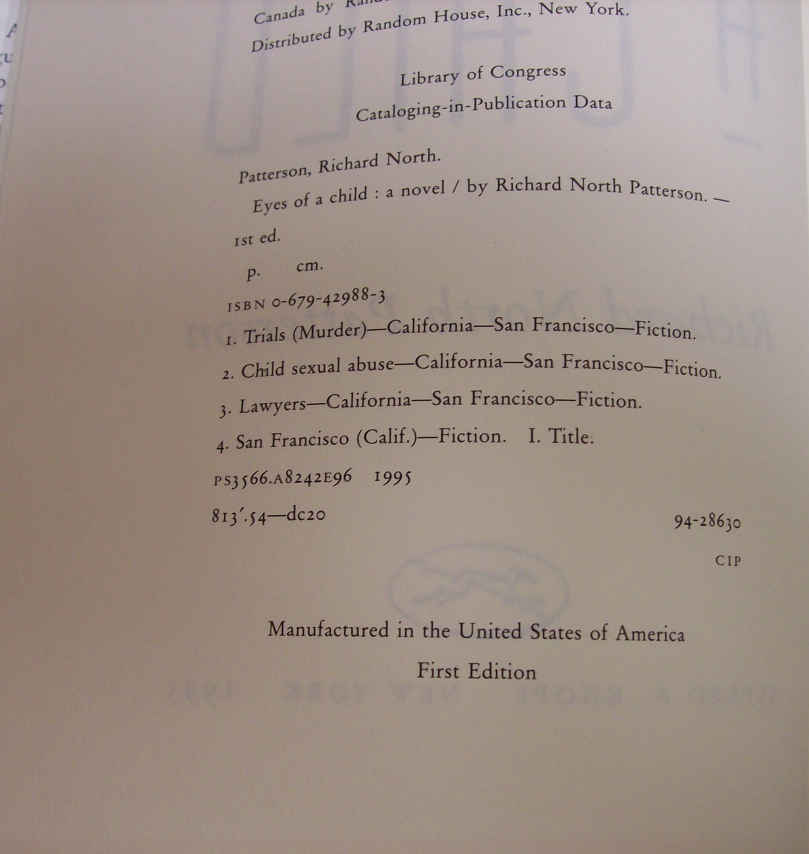 Canada by
Distributed by Random House, Inc., New York.
Library of Congress
Cataloging-in-Publication Data
Patterson, Richard North.
Eyes of a child : a novel / by Richard North Patterson. —
1st ed.
p. cm.
ISBN 0-679-42988-3
1. Trials (Murder)—California—San Francisco—Fiction.
2. Child sexual abuse—California—San Francisco—Fiction.
3. Lawyers—California—San Francisco—Fiction.
4. San Francisco (Calif.)—Fiction. I. Title.
PS3566.A8242E96 1995
813'.54—dc20
94-28630
CIP
Manufactured in the United States of America
First Edition